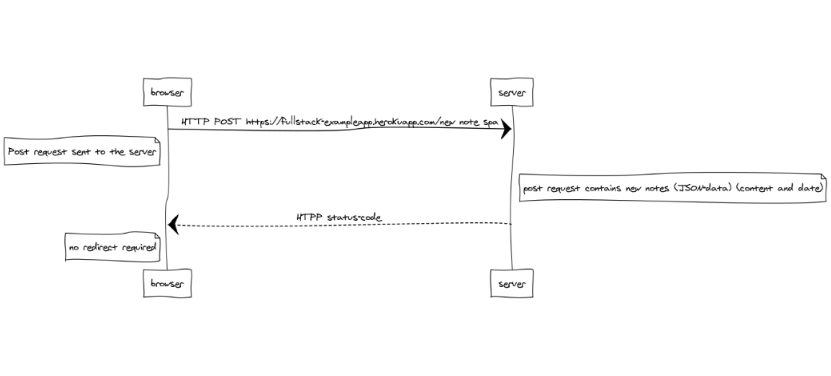 browser
server
HTTP POST https://fullstack-exampleapp.herokuapp.com/new note spa
Post request sent to the server
post request contains new notes (JSON-data) (content and date)
HTPP status-code
no redirect required
browser
server